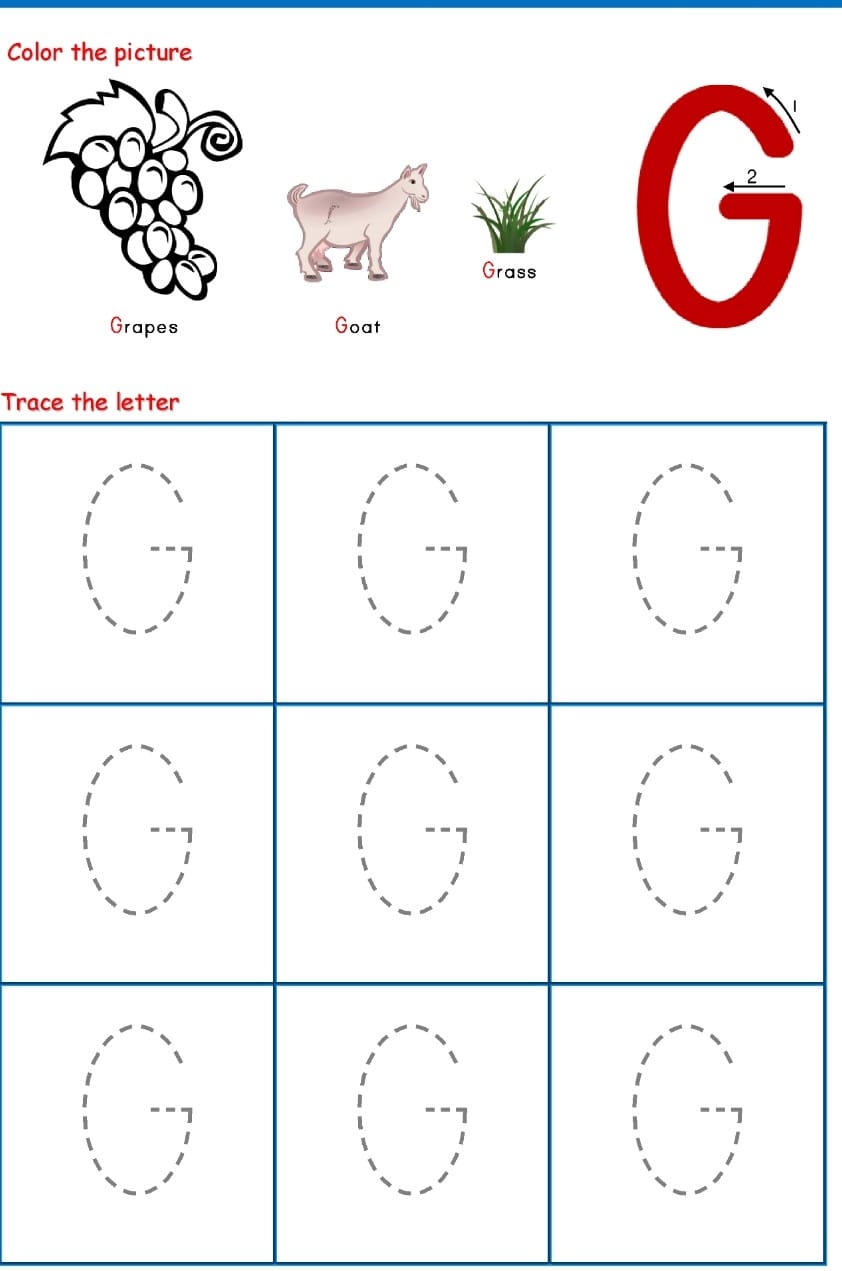 Color the picture
1
2
Grass
Grapes
Goat
G
Trace the letter
G G G
G G G
G G G